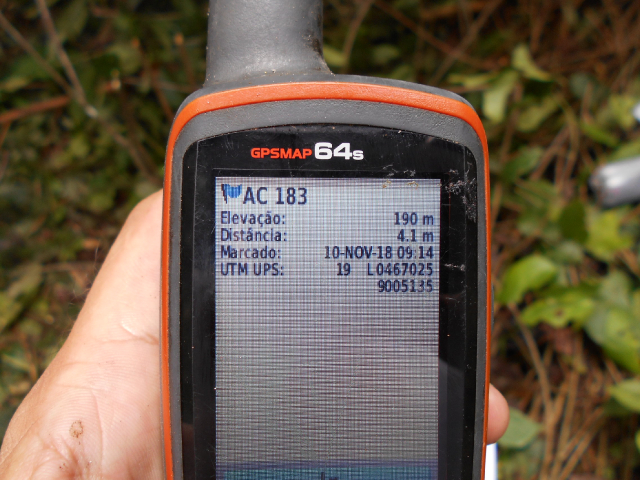 GPSMAP 64s
AC 183
Elevação: 190 m
Distância: 4.1 m
Marcado: 10-NOV-18 09:14
UTM UPS: 19 L0467025
9005135